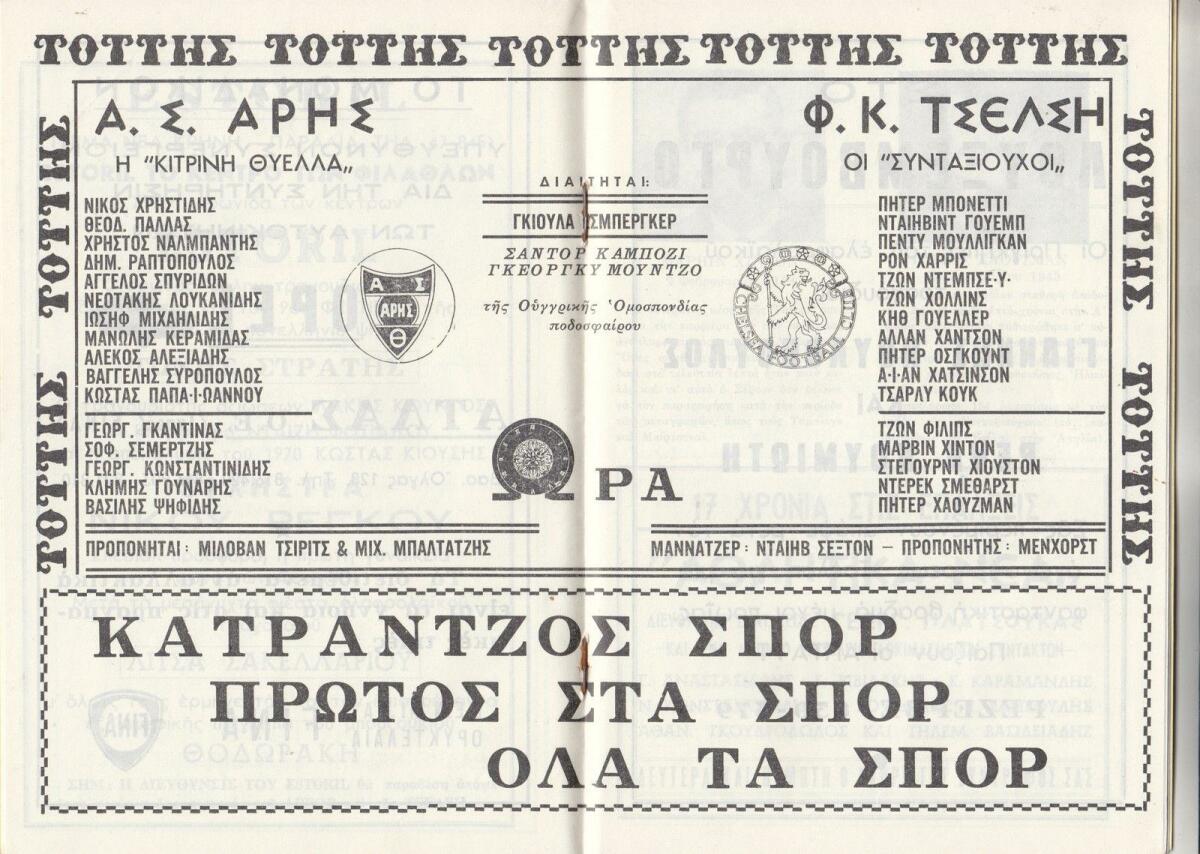 ΤΟΤΤΗΣ ΤΟΤΤΗΣ ΤΟΤΤΗΣ ΤΟΤΤΗΣ ΤΟΤΤΗΣ
ΤΟΤΤΗΣ
ΤΟΤΤΗΣ
Α. Σ. ΑΡΗΣ
Η "ΚΙΤΡΙΝΗ ΘΥΕΛΛΑ„
ΝΙΚΟΣ ΧΡΗΣΤΙΔΗΣ
ΘΕΟΔ. ΠΑΛΛΑΣ
ΧΡΗΣΤΟΣ ΝΑΛΜΠΑΝΤΗΣ
ΔΗΜ. ΡΑΠΤΟΠΟΥΛΟΣ
ΑΓΓΕΛΟΣ ΣΠΥΡΙΔΩΝ
ΝΕΟΤΑΚΗΣ ΛΟΥΚΑΝΙΔΗΣ
ΙΩΣΗΦ ΜΙΧΑΗΛΙΔΗΣ
ΜΑΝΩΛΗΣ ΚΕΡΑΜΙΔΑΣ
ΑΛΕΚΟΣ ΑΛΕΞΙΑΔΗΣ
ΒΑΓΓΕΛΗΣ ΣΥΡΟΠΟΥΛΟΣ
ΚΩΣΤΑΣ ΠΑΠΑ·Ι·ΩΑΝΝΟΥ
ΓΕΩΡΓ. ΓΚΑΝΤΙΝΑΣ
ΣΟΦ. ΣΕΜΕΡΤΖΗΣ
ΓΕΩΡΓ. ΚΩΝΣΤΑΝΤΙΝΙΔΗΣ
ΚΛΗΜΗΣ ΓΟΥΝΑΡΗΣ
ΒΑΣΙΛΗΣ ΨΗΦΙΔΗΣ
ΠΡΟΠΟΝΗΤΑΙ: ΜΙΛΟΒΑΝ ΤΣΙΡΙΤΣ & ΜΙΧ. ΜΠΑΛΤΑΤΖΗΣ
Α Σ
ΑΡΗΣ
Θ
ΔΙΑΙΤΗΤΑΙ:
ΓΚΙΟΥΛΑ ΣΜΠΕΡΓΚΕΡ
ΣΑΝΤΟΡ ΚΑΜΠΟΖΙ
ΓΚΕΟΡΓΚΥ ΜΟΥΝΤΖΟ
τῆς Οὑγγρικῆς Ὁμοσπονδίας
ποδοσφαίρου
ΩΡΑ
Φ. Κ. ΤΣΕΛΣΗ
ΟΙ "ΣΥΝΤΑΞΙΟΥΧΟΙ„
ΠΗΤΕΡ ΜΠΟΝΕΤΤΙ
ΝΤΑΙΗΒΙΝΤ ΓΟΥΕΜΠ
ΠΕΝΤΥ ΜΟΥΛΛΙΓΚΑΝ
ΡΟΝ ΧΑΡΡΙΣ
ΤΖΩΝ ΝΤΕΜΠΣΕ·Υ·
ΤΖΩΝ ΧΟΛΛΙΝΣ
ΚΗΘ ΓΟΥΕΛΛΕΡ
ΑΛΛΑΝ ΧΑΝΤΣΟΝ
ΠΗΤΕΡ ΟΣΓΚΟΥΝΤ
Α·Ι·ΑΝ ΧΑΤΣΙΝΣΟΝ
ΤΣΑΡΛΥ ΚΟΥΚ
ΤΖΩΝ ΦΙΛΙΠΣ
ΜΑΡΒΙΝ ΧΙΝΤΟΝ
ΣΤΕΓΟΥΡΝΤ ΧΙΟΥΣΤΟΝ
ΝΤΕΡΕΚ ΣΜΕΘΑΡΣΤ
ΠΗΤΕΡ ΧΑΟΥΖΜΑΝ
ΜΑΝΝΑΤΖΕΡ: ΝΤΑΙΗΒ ΣΕΞΤΟΝ – ΠΡΟΠΟΝΗΤΗΣ: ΜΕΝΧΟΡΣΤ
ΤΟΤΤΗΣ
ΤΟΤΤΗΣ
ΚΑΤΡΑΝΤΖΟΣ ΣΠΟΡ
ΠΡΩΤΟΣ ΣΤΑ ΣΠΟΡ
ΟΛΑ ΤΑ ΣΠΟΡ